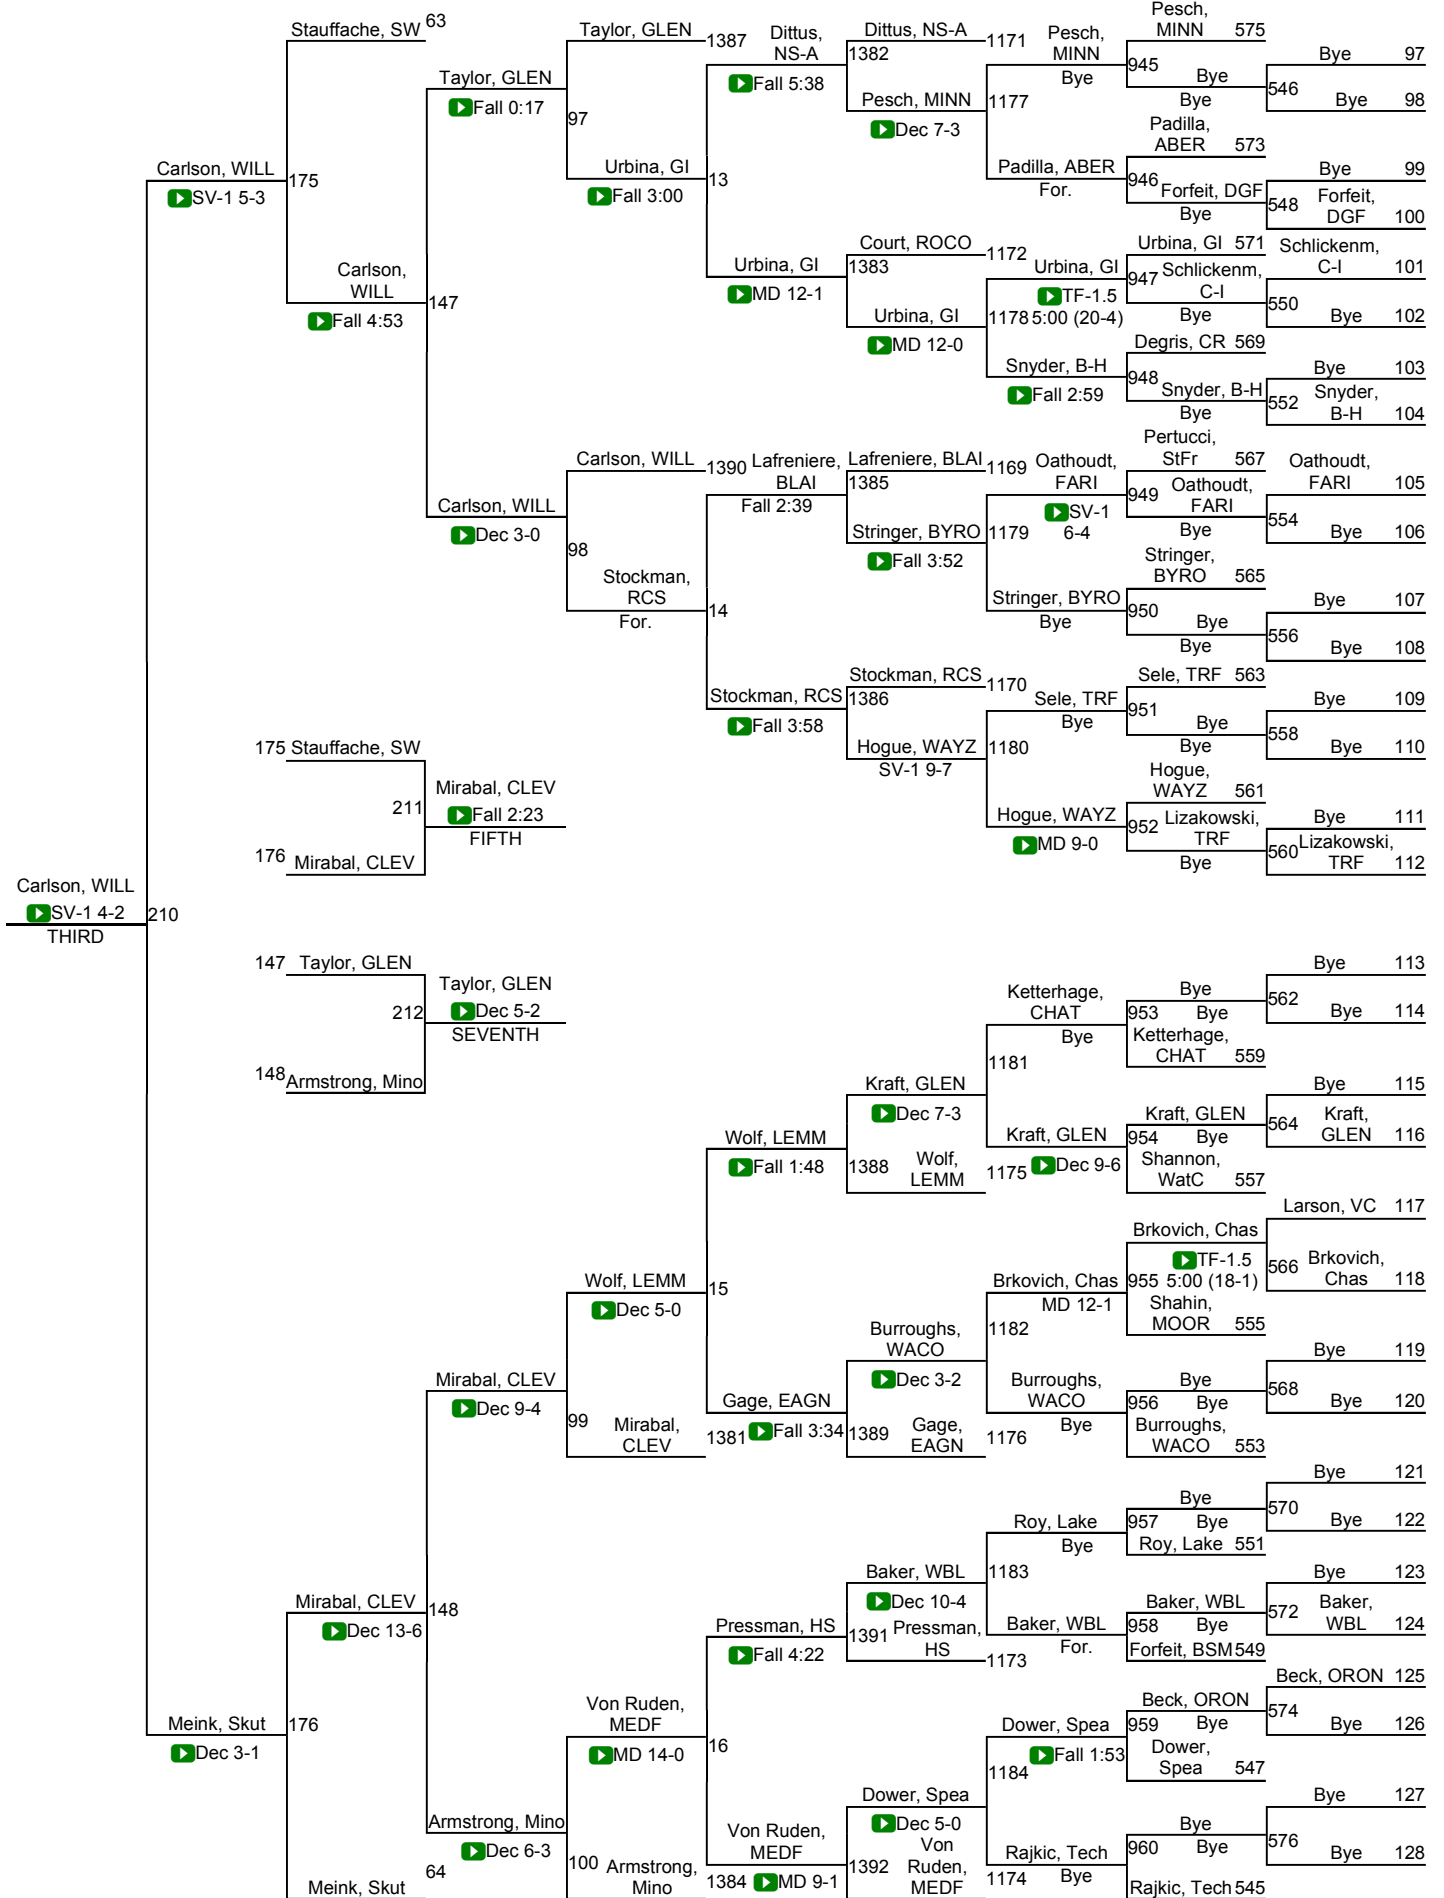 Stauffache, SW 63
Taylor, GLEN 1387
Dittus, NS-A
Dittus, NS-A 1171
Pesch, MINN
Pesch, MINN 575
Bye 97
Taylor, GLEN
Fall 0:17
97
Fall 5:38
1382
Pesch, MINN
Dec 7-3
1177
Bye
945
Bye
Bye
546
Bye 98
Padilla, ABER 573
Carlson, WILL
SV-1 5-3
175
Urbina, GI
Fall 3:00
13
Padilla, ABER
For.
946
Forfeit, DGF
Bye
548
Bye 99
Forfeit, DGF 100
Carlson, WILL
Fall 4:53
147
Urbina, GI
MD 12-1
Court, ROCO 1172
1383
Urbina, GI
MD 12-0
Urbina, GI
TF-1.5
5:00 (20-4)
1178
Urbina, GI 571
947
Schlickenm, C-I
Bye
Schlickenm, C-I 101
550
Bye 102
Degris, CR 569
Snyder, B-H
Fall 2:59
948
Snyder, B-H
Bye
Bye 103
552
Snyder, B-H 104
Carlson, WILL 1390
Lafreniere, BLAI
Fall 2:39
Lafreniere, BLAI 1169
1385
Oathoudt, FARI
SV-1
6-4
Pertucci, StFr 567
949
Oathoudt, FARI
Bye
Oathoudt, FARI 105
554
Bye 106
Carlson, WILL
Dec 3-0
98
Stringer, BYRO
Fall 3:52
1179
Stringer, BYRO 565
Stockman, RCS
For.
14
Stringer, BYRO
Bye
950
Bye
Bye
Bye 107
556
Bye 108
Stockman, RCS
Fall 3:58
Stockman, RCS 1170
1386
Hogue, WAYZ
SV-1 9-7
Sele, TRF
Bye
1180
Sele, TRF 563
951
Bye
Bye
Bye 109
558
Bye 110
175 Stauffache, SW
211
Mirabal, CLEV
Fall 2:23
FIFTH
176 Mirabal, CLEV
Hogue, WAYZ
MD 9-0
Hogue, WAYZ 561
952
Lizakowski, TRF
Bye
Bye 111
560
Lizakowski, TRF 112
Carlson, WILL
SV-1 4-2
THIRD
210
147 Taylor, GLEN
212
Taylor, GLEN
Dec 5-2
SEVENTH
148 Armstrong, Mino
Ketterhage, CHAT
Bye
1181
Bye
953
Bye
Ketterhage, CHAT 559
Bye 113
562
Bye 114
Wolf, LEMM
Fall 1:48
Kraft, GLEN
Dec 7-3
1388
Wolf, LEMM 1175
Kraft, GLEN
Dec 9-6
Kraft, GLEN
954
Bye
Shannon, WatC 557
Bye 115
564
Kraft, GLEN 116
Wolf, LEMM
Dec 5-0
15
Brkovich, Chas
MD 12-1
1182
Brkovich, Chas
TF-1.5
955
5:00 (18-1)
Shahin, MOOR 555
Larson, VC 117
566
Brkovich, Chas 118
Mirabal, CLEV
Dec 9-4
99
Mirabal, CLEV 1381
Gage, EAGN
Fall 3:34
Burroughs, WACO
Dec 3-2
1389
Gage, EAGN 1176
Burroughs, WACO
Bye
Bye
956
Bye
Burroughs, WACO 553
Bye 119
568
Bye 120
Roy, Lake
Bye
1183
Bye
957
Bye
Roy, Lake 551
Bye 121
570
Bye 122
Mirabal, CLEV
Dec 13-6
148
Pressman, HS
Fall 4:22
Baker, WBL
Dec 10-4
1391
Pressman, HS 1173
Baker, WBL
For.
Baker, WBL
958
Bye
Forfeit, BSM 549
Bye 123
572
Baker, WBL 124
Meink, Skut
Dec 3-1
176
Von Ruden, MEDF
MD 14-0
16
Dower, Spea
Fall 1:53
1184
Beck, ORON
959
Bye
Dower, Spea 547
Beck, ORON 125
574
Bye 126
Armstrong, Mino
Dec 6-3
100
Armstrong, Mino 1384
Von Ruden, MEDF
MD 9-1
Dower, Spea
Dec 5-0
1392
Von Ruden, MEDF 1174
Rajkic, Tech
Bye
Bye
960
Bye
Rajkic, Tech 545
Bye 127
576
Bye 128
Meink, Skut 64